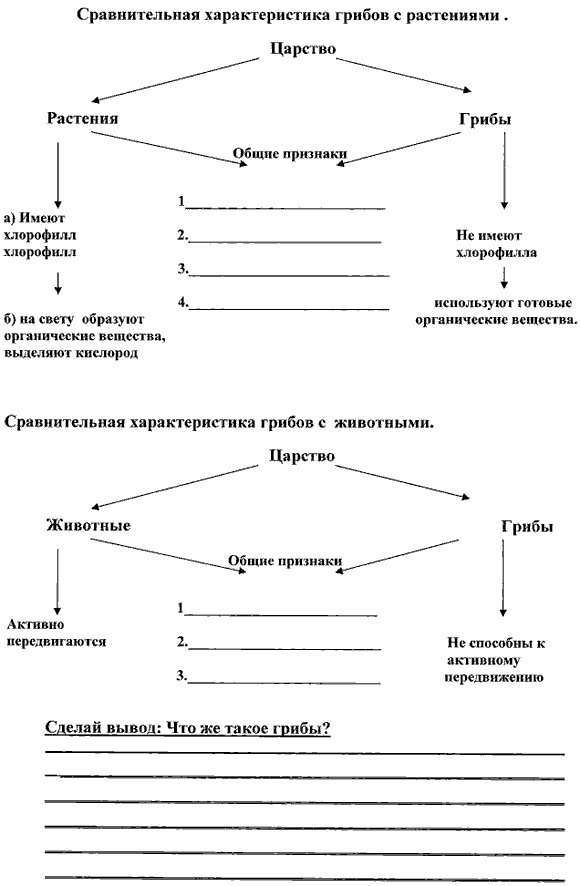 Сравнительная характеристика грибов с растениями .
Царство
Растения
Грибы
Общие признаки
1
2.
3.
4.
а) Имеют
хлорофилл
хлорофилл
б) на свету образуют
органические вещества,
выделяют кислород
Не имеют
хлорофилла
используют готовые
органические вещества.
Сравнительная характеристика грибов с животными.
Царство
Животные
Грибы
Общие признаки
1
2.
3.
Активно
передвигаются
Не способны к
активному
передвижению
Сделай вывод: Что же такое грибы?